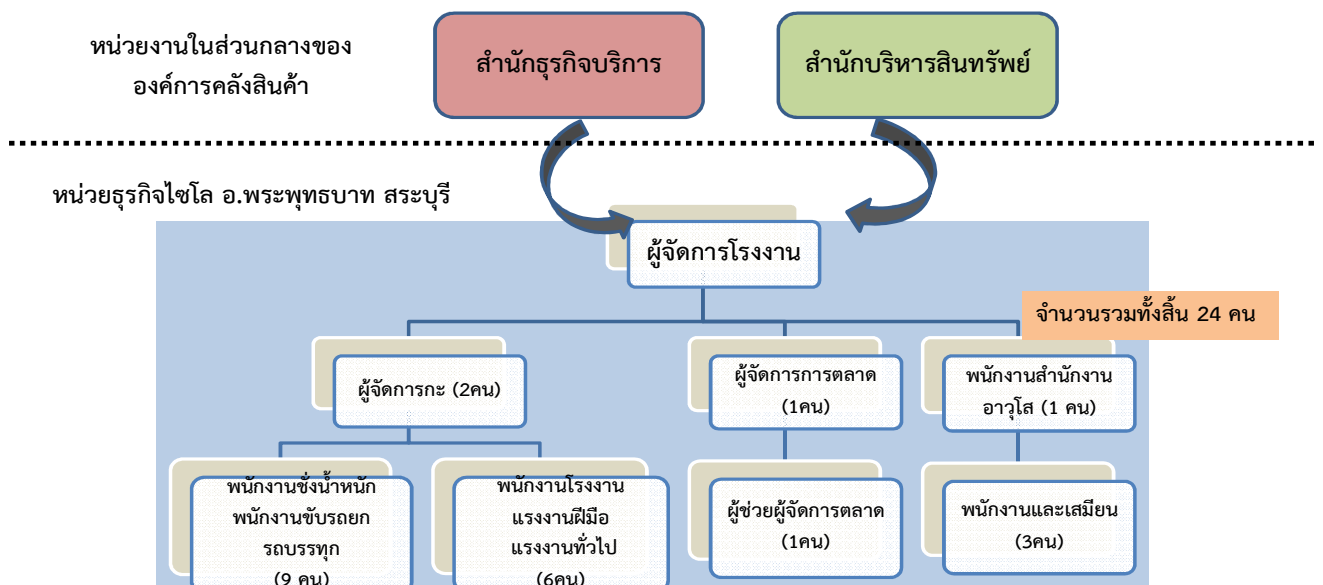 หน่วยงานในส่วนกลางของ
องค์การคลังสินค้า
สำนักธุรกิจบริการ
สำนักบริหารสินทรัพย์
หน่วยธุรกิจไซโล อ.พระพุทธบาท สระบุรี
ผู้จัดการโรงงาน
จำนวนรวมทั้งสิ้น 24 คน
ผู้จัดการกะ (2คน)
ผู้จัดการการตลาด
(1คน)
พนักงานสำนักงาน
อาวุโส (1 คน)
พนักงานชั่งน้ำหนัก
พนักงานขับรถยก
รถบรรทุก
(9 คน)
พนักงานโรงงาน
แรงงานฝีมือ
แรงงานทั่วไป
(6คน)
ผู้ช่วยผู้จัดการตลาด
(1คน)
พนักงานและเสมียน
(3คน)